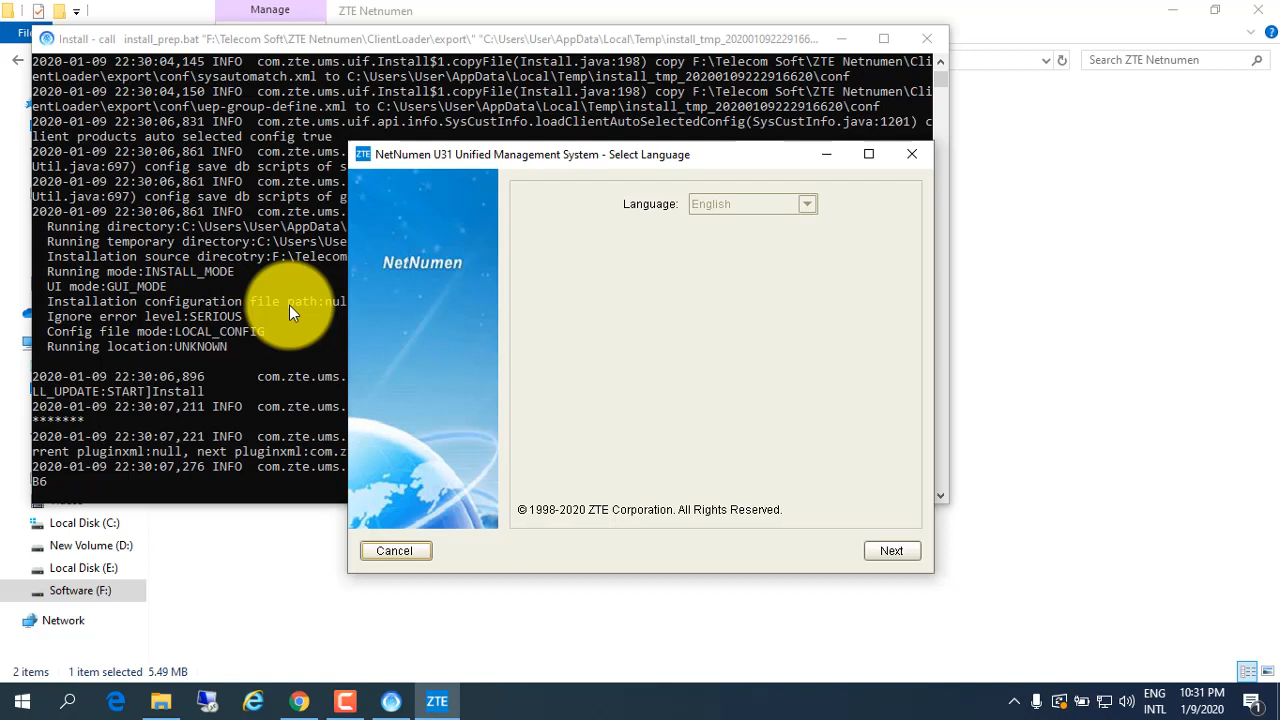 Manage
ZTE Netnumen
Install - call install_prep.bat "F:\Telecom Soft\ZTE Netnumen\ClientLoader\export\" "C:\Users\User\AppData\Local\Temp\install_tmp_2020010922291662​0...
2020-01-09 22:30:04,145 INFO com.zte.ums.uif.Install$1.copyFile(Install.java:198) copy F:\Telecom Soft\ZTE Netnumen\Cli
entLoader\export\conf\sysautomatch.xml to C:\Users\User\AppData\Local\Temp\install_tmp_20200109222916620\conf
2020-01-09 22:30:04,150 INFO com.zte.ums.uif.Install$1.copyFile(Install.java:198) copy F:\Telecom Soft\ZTE Netnumen\Cli
entLoader\export\conf\uep-group-define.xml to C:\Users\User\AppData\Local\Temp\install_tmp_20200109222916620\conf
2020-01-09 22:30:06,831 INFO com.zte.ums.uif.api.info.SysCustInfo.loadClientAutoSelectedConfig(SysCustInfo.java:1201) c
lient products auto selected config true
2020-01-09 22:30:06,861
Util.java:697) config save db scripts of s
2020-01-09 22:30:06,861
Util.java:697) config save db scripts of g
2020-01-09 22:30:06,861 INFO com.zte.ums.
Running directory:C:\Users\User\AppData\
Running temporary directory:C:\Users\Use
Installation source direcotry:F:\Telecom
Running mode:INSTALL_MODE
UI mode:GUI_MODE
Installation configuration file path:nul
Ignore error level:SERIOUS
Config file mode:LOCAL_CONFIG
Running location:UNKNOWN
2020-01-09 22:30:06,896 com.zte.ums.
LL_UPDATE:START]Install
2020-01-09 22:30:07,211 INFO com.zte.ums.
*******
2020-01-09 22:30:07,221 INFO com.zte.ums.
rrent pluginxml:null, next pluginxml:com.z
2020-01-09 22:30:07,276 INFO com.zte.ums.
B6
Search ZTE Netnumen
ZTE NetNumen U31 Unified Management System - Select Language
NetNumen
Language: English
© 1998-2020 ZTE Corporation. All Rights Reserved.
Cancel
Next
Local Disk (C:)
New Volume (D:)
Local Disk (E:)
Software (F:)
Network
2 items 1 item selected 5.49 MB
ZTE
ENG
INTL
10:31 PM
1/9/2020
1